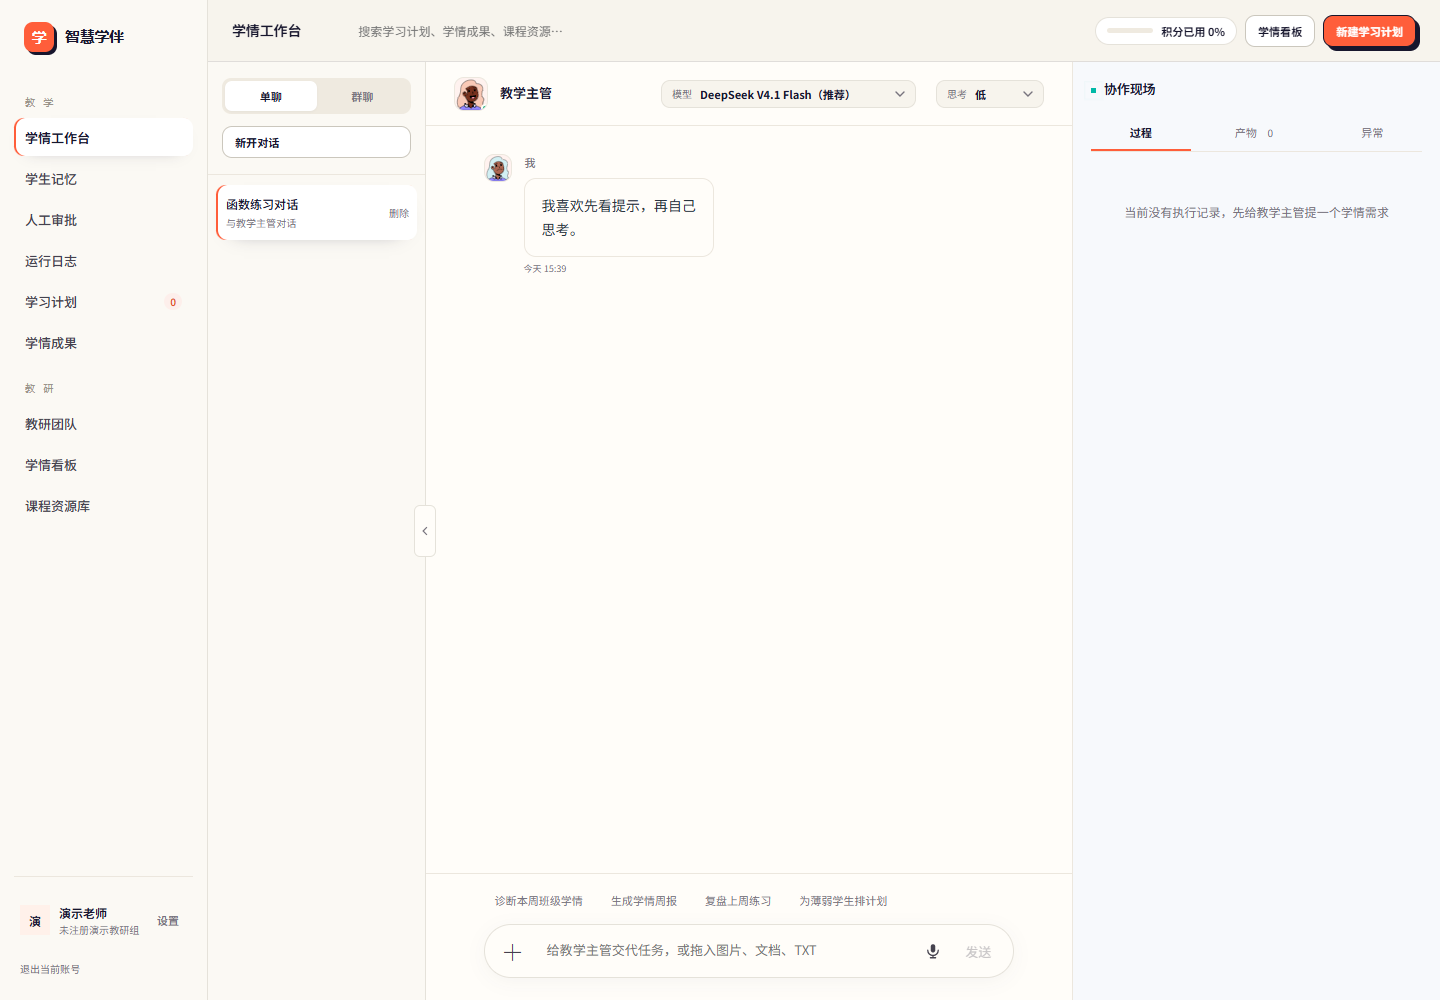 学
智慧学伴
教 学
学情工作台
学生记忆
人工审批
运行日志
学习计划
0
学情成果
教 研
教研团队
学情看板
课程资源库
演
演示老师
未注册演示教研组
设置
退出当前账号
学情工作台
搜索学习计划、学情成果、课程资源…
积分已用 0%
学情看板
新建学习计划
单聊
群聊
新开对话
函数练习对话
与教学主管对话
删除
教学主管
模型 DeepSeek V4.1 Flash（推荐）
思考 低
我
我喜欢先看提示，再自己
思考。
今天 15:39
诊断本周班级学情
生成学情周报
复盘上周练习
为薄弱学生排计划
给教学主管交代任务，或拖入图片、文档、TXT
发送
协作现场
过程
产物 0
异常
当前没有执行记录，先给教学主管提一个学情需求